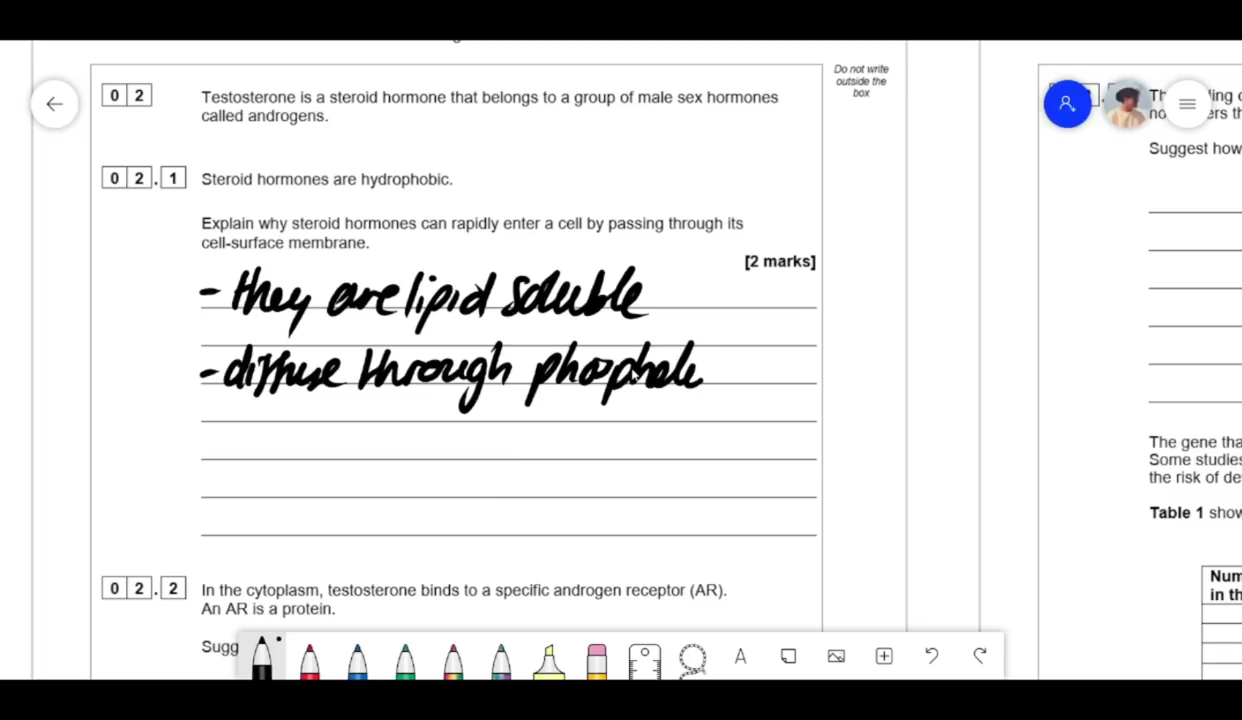 Do not write
outside the
box
0 2
Testosterone is a steroid hormone that belongs to a group of male sex hormones
called androgens.
0 2 . 1
Steroid hormones are hydrophobic.
Explain why steroid hormones can rapidly enter a cell by passing through its
cell-surface membrane.
[2 marks]
- they are lipid soluble
- diffuse through
0 2 . 2
In the cytoplasm, testosterone binds to a specific androgen receptor (AR).
An AR is a protein.
Sugg
A
Suggest how
The gene tha
Some studies
the risk of de
Table 1 show
Num
in th